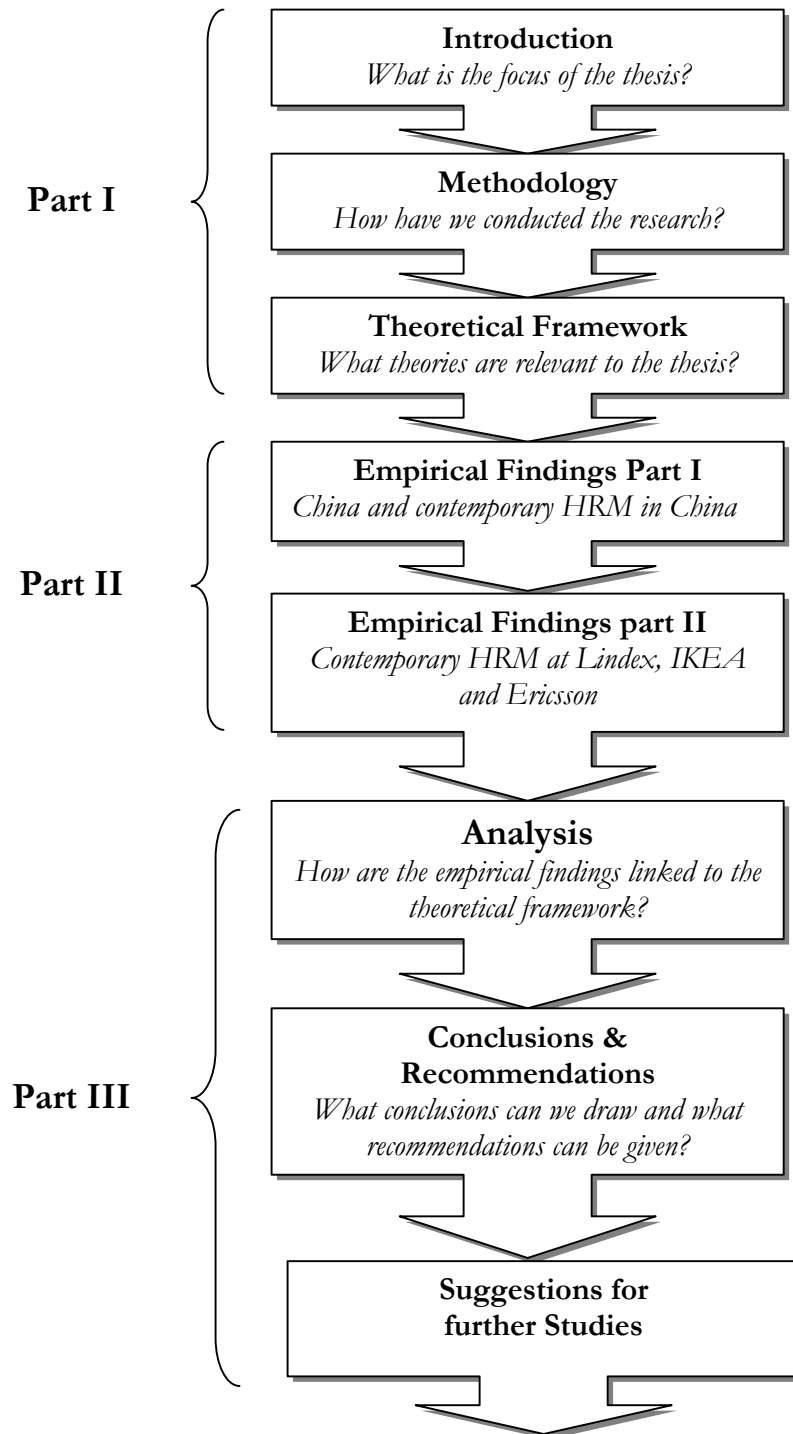 Introduction
What is the focus of the thesis?
Methodology
How have we conducted the research?
Part I
Theoretical Framework
What theories are relevant to the thesis?
Empirical Findings Part I
China and contemporary HRM in China
Part II
Empirical Findings part II
Contemporary HRM at Lindex, IKEA
and Ericsson
Analysis
How are the empirical findings linked to the
theoretical framework?
Conclusions &
Recommendations
Part III
What conclusions can we draw and what
recommendations can be given?
Suggestions for
further Studies